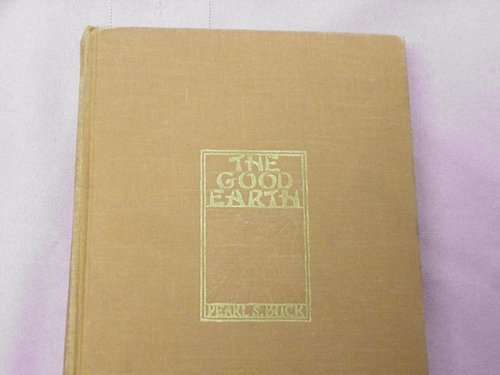 THE
GOOD
EARTH
PEARL S. BUCK